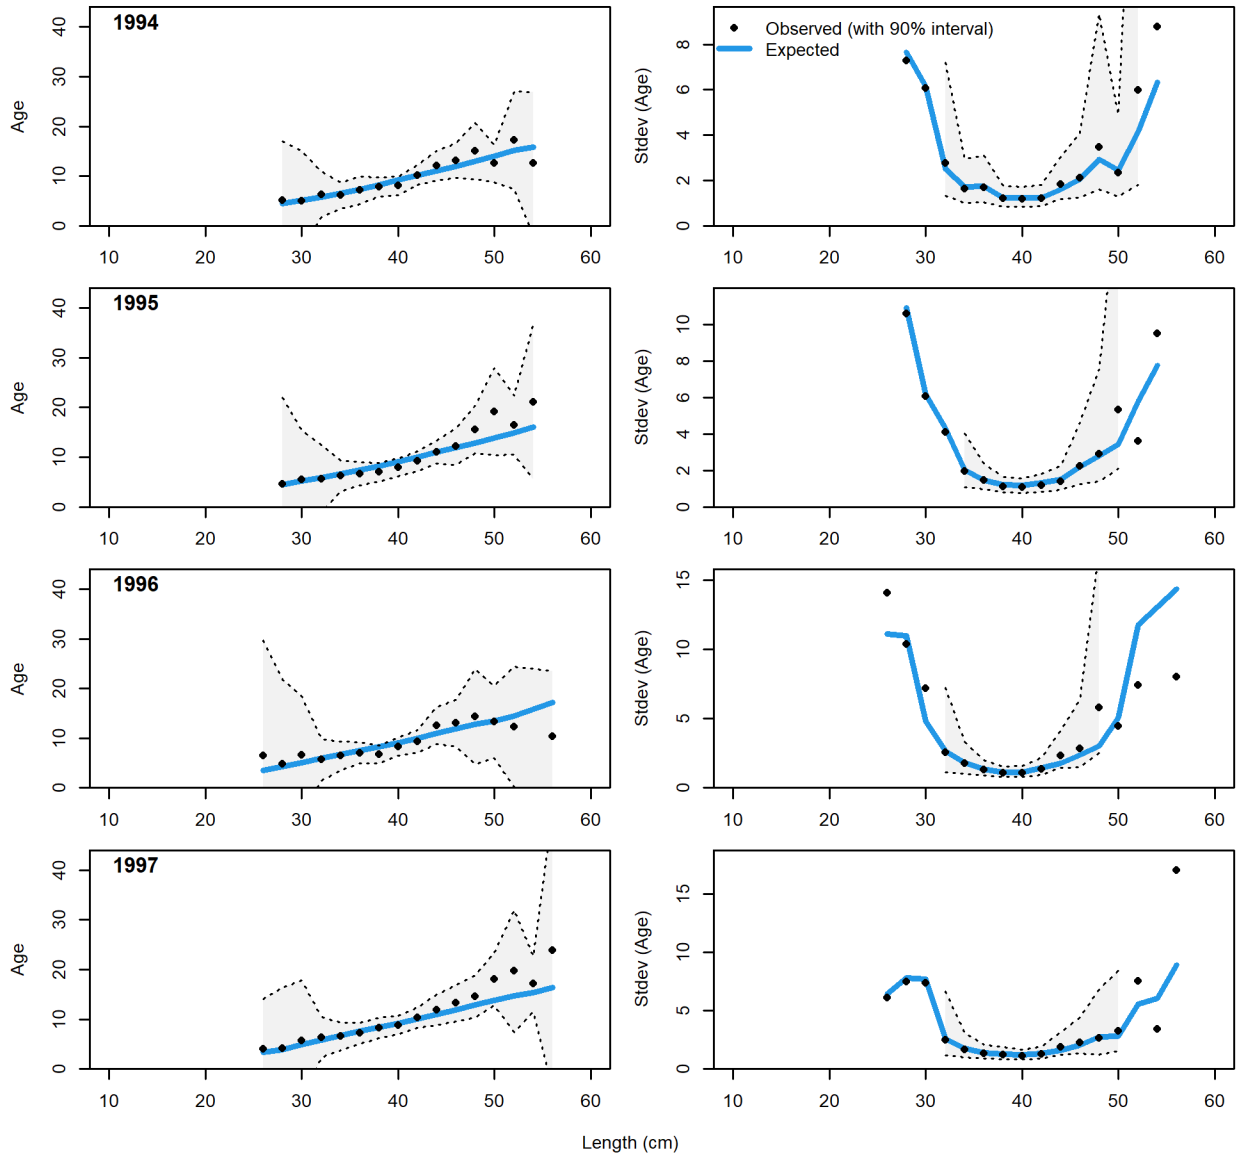 1994
Age
0 10 20 30 40
10 20 30 40 50 60
Observed (with 90% interval)
Expected
Stdev (Age)
0 2 4 6 8
10 20 30 40 50 60
1995
Age
0 10 20 30 40
10 20 30 40 50 60
Stdev (Age)
0 2 4 6 8 10
10 20 30 40 50 60
1996
Age
0 10 20 30 40
10 20 30 40 50 60
Stdev (Age)
0 5 10 15
10 20 30 40 50 60
1997
Age
0 10 20 30 40
10 20 30 40 50 60
Stdev (Age)
0 5 10 15
10 20 30 40 50 60
Length (cm)